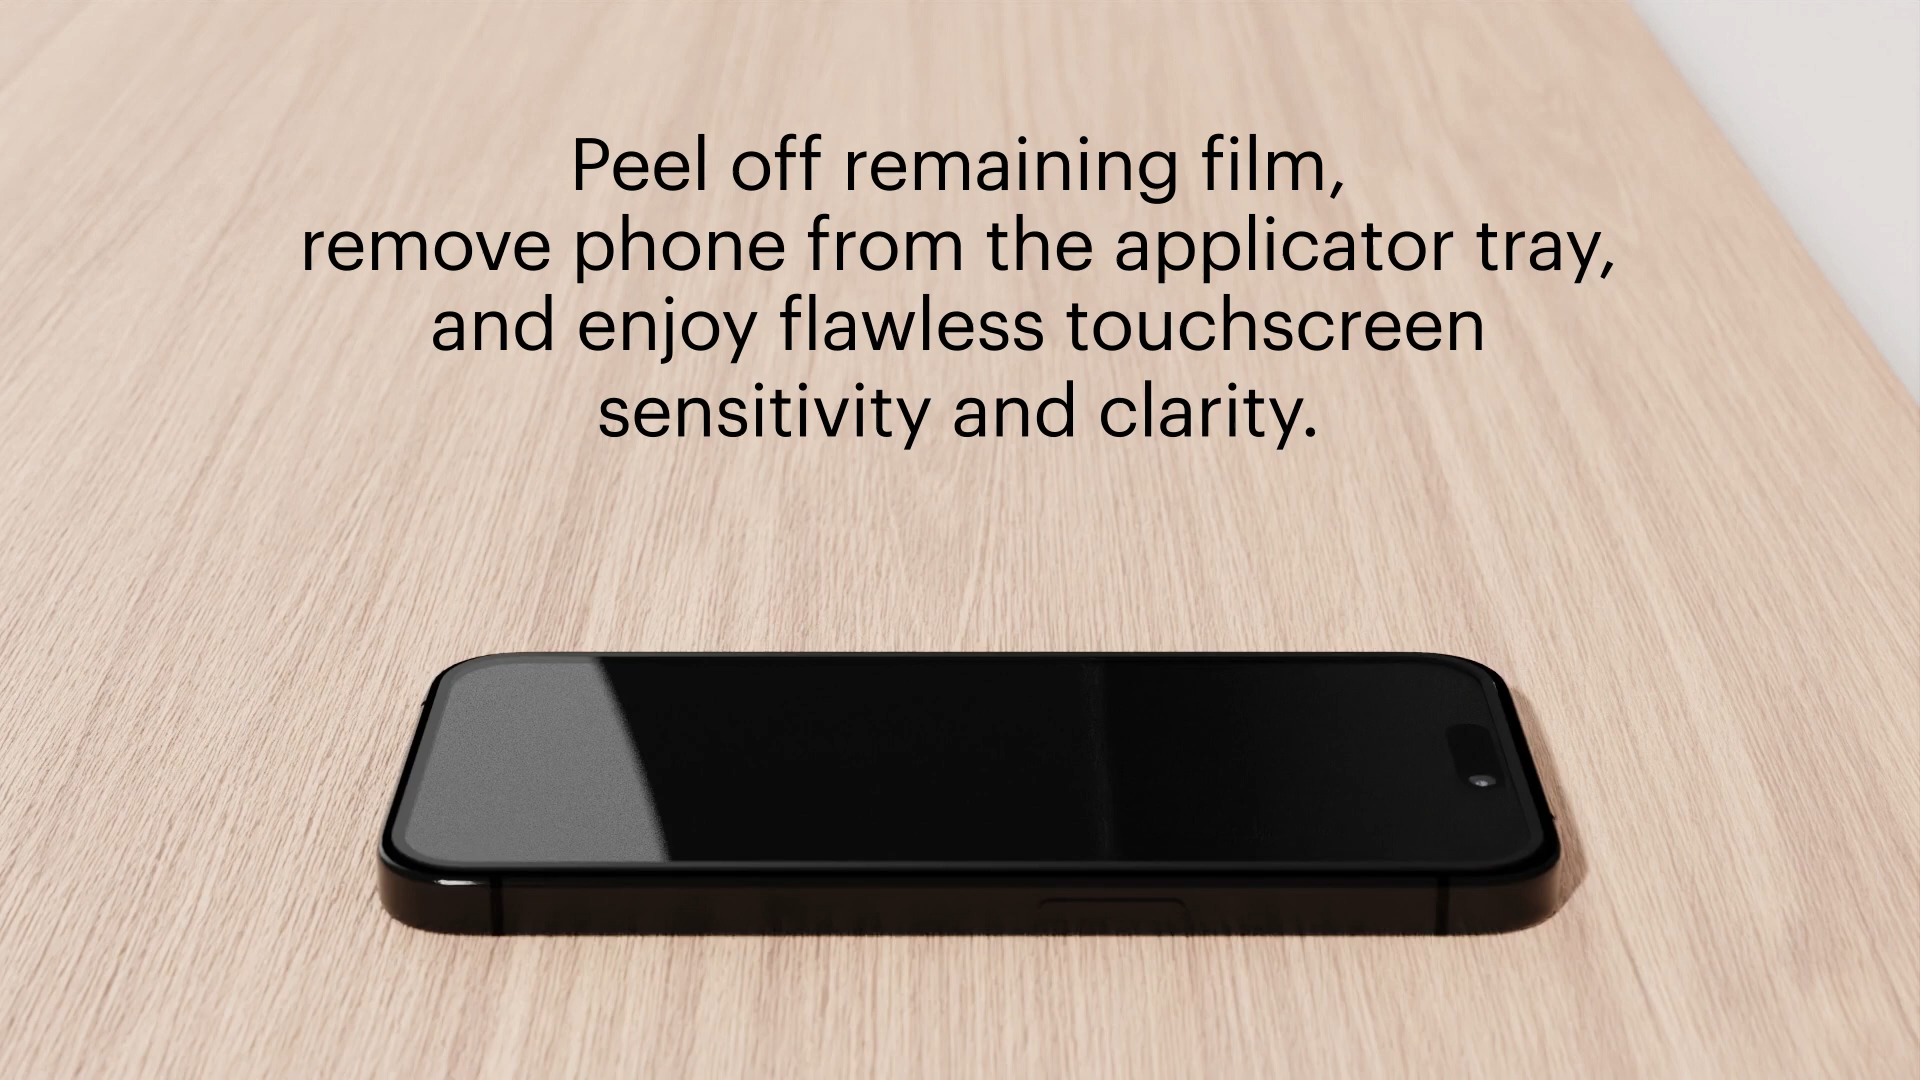 Peel off remaining film,
remove phone from the applicator tray,
and enjoy flawless touchscreen
sensitivity and clarity.